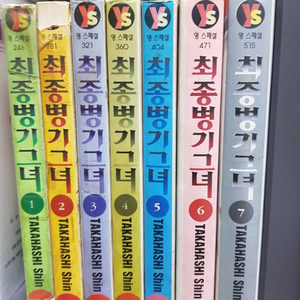 ys
영 스페셜
246
최종병기그녀
1
TAKAHASHI Shin
ys
영 스페셜
281
최종병기그녀
2
TAKAHASHI Shin
ys
영 스페셜
321
최종병기그녀
3
TAKAHASHI Shin
ys
영 스페셜
360
최종병기그녀
4
TAKAHASHI Shin
ys
영 스페셜
404
최종병기그녀
5
TAKAHASHI Shin
ys
영 스페셜
471
최종병기그녀
6
TAKAHASHI Shin
ys
영 스페셜
515
최종병기그녀
7
TAKAHASHI Shin